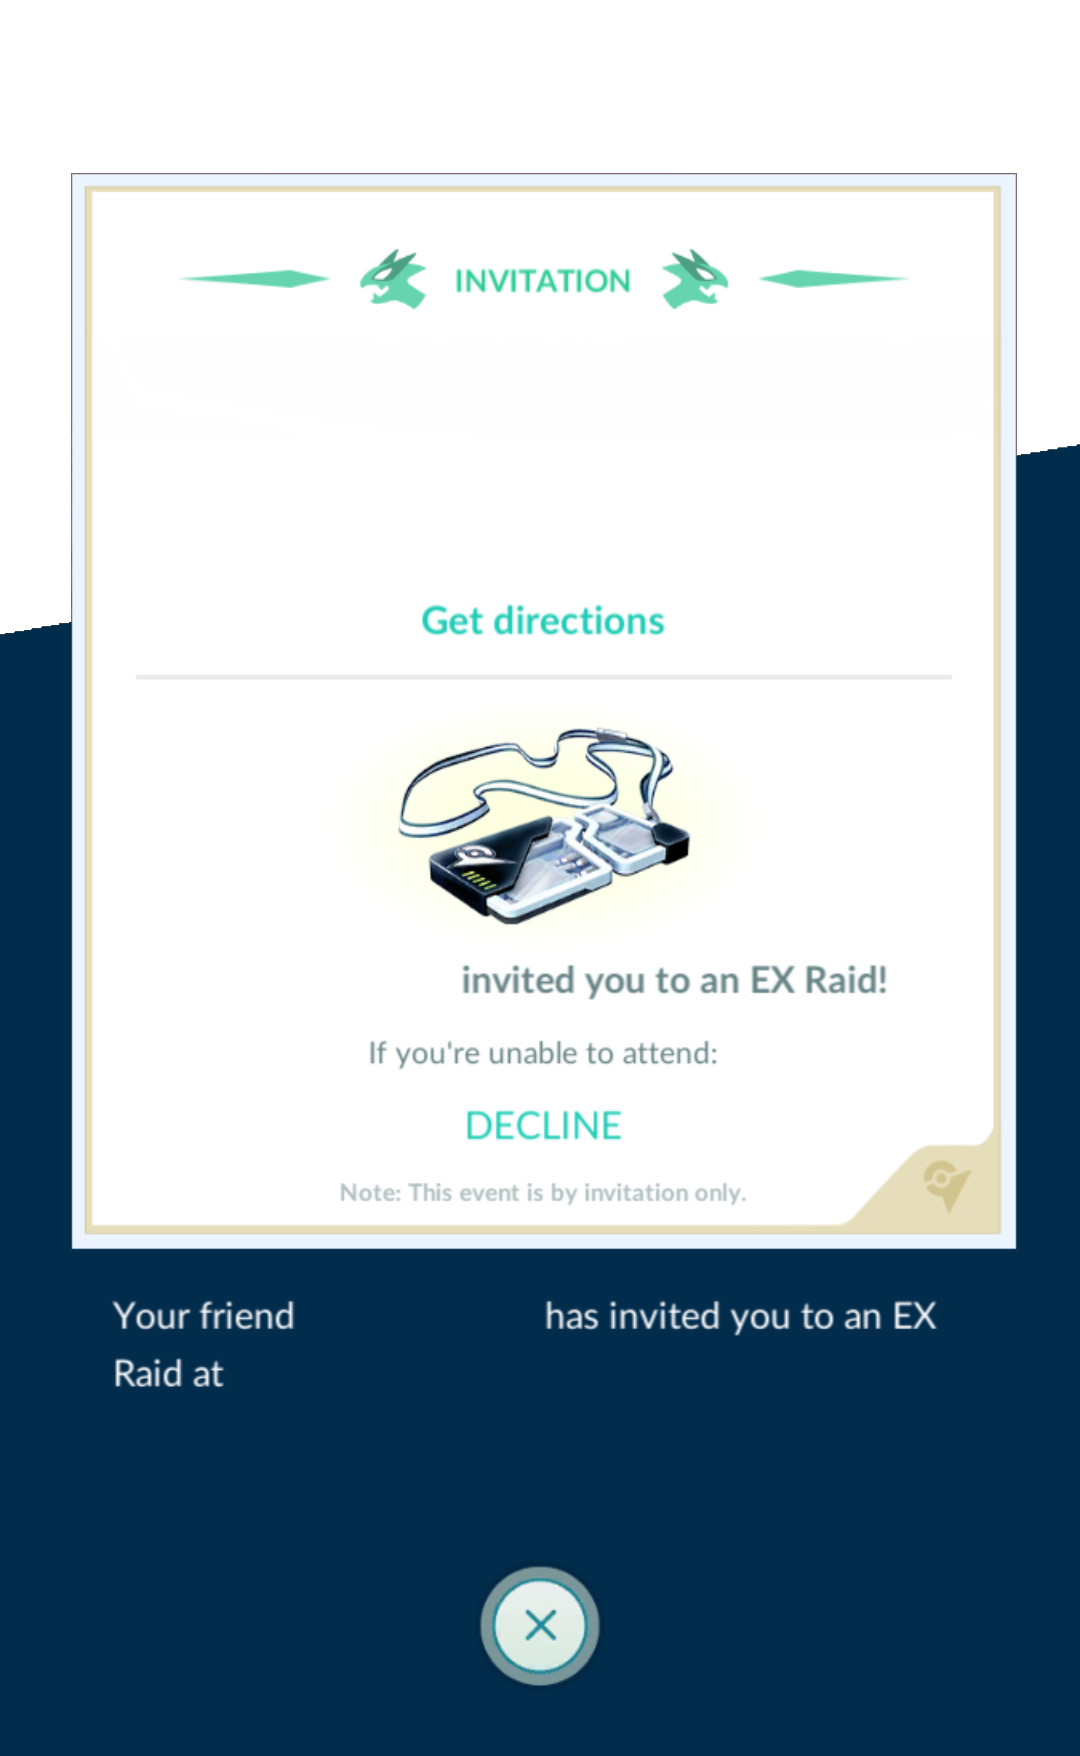 INVITATION
Get directions
invited you to an EX Raid!
If you're unable to attend:
DECLINE
Note: This event is by invitation only.
Your friend has invited you to an EX
Raid at